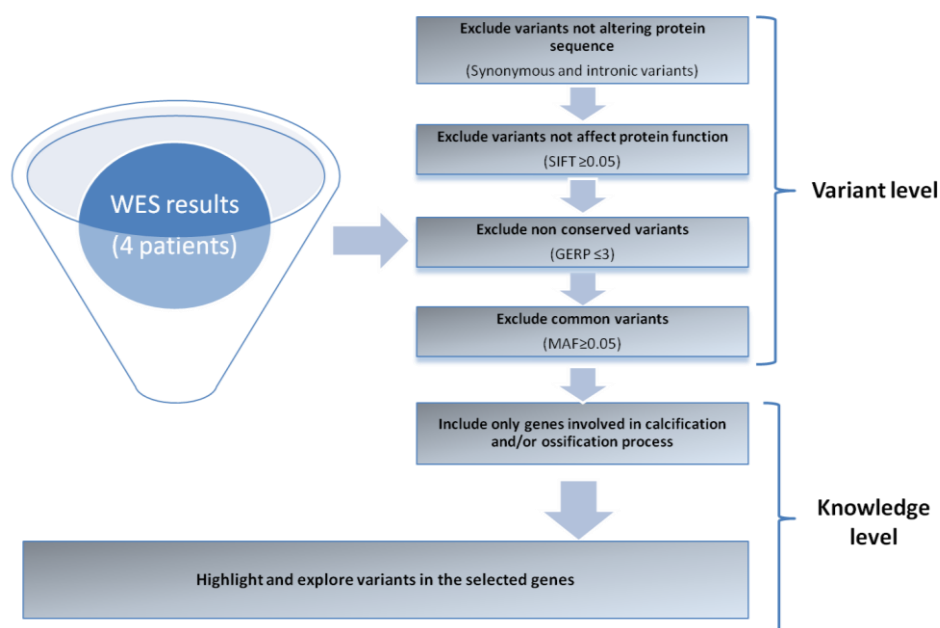 Exclude variants not altering protein
sequence
(Synonymous and intronic variants)
Exclude variants not affect protein function
(SIFT ≥0.05)
WES results
(4 patients)
Variant level
Exclude non conserved variants
(GERP ≤3)
Exclude common variants
(MAF≥0.05)
Include only genes involved in calcification
and/or ossification process
Knowledge
level
Highlight and explore variants in the selected genes